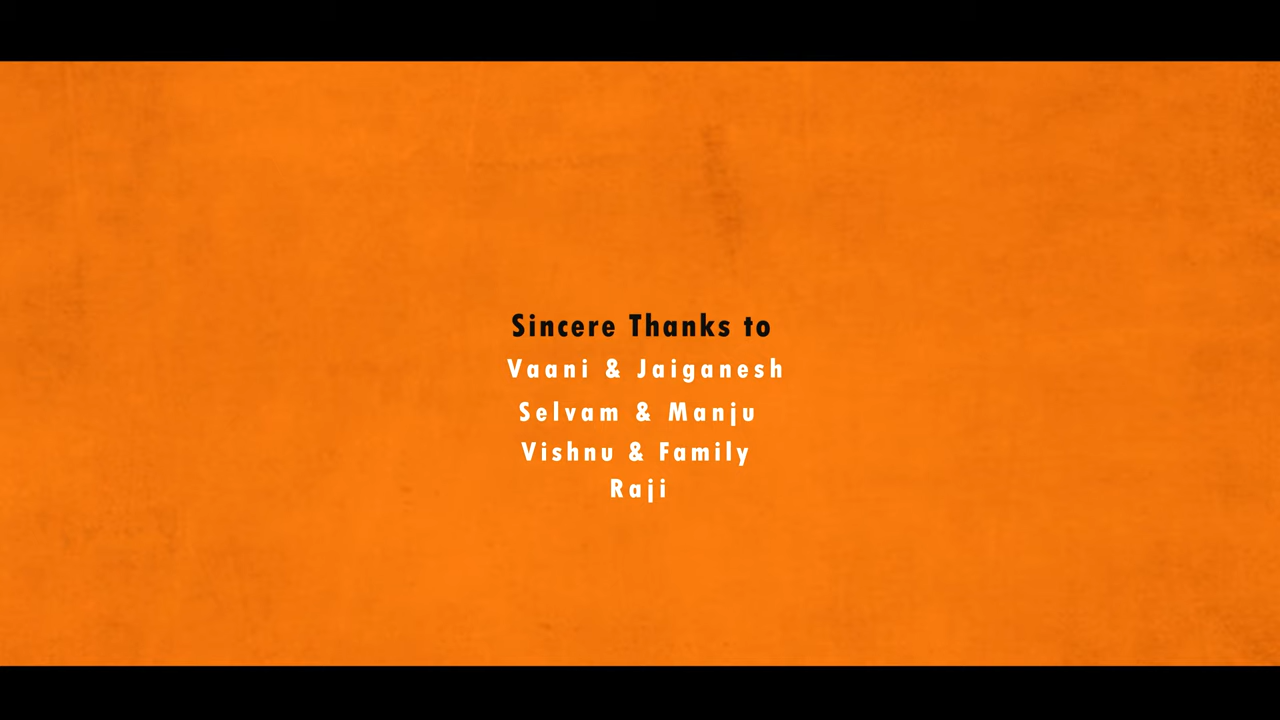 Sincere Thanks to
Vaani & Jaiganesh
Selvam & Manju
Vishnu & Family
Raji